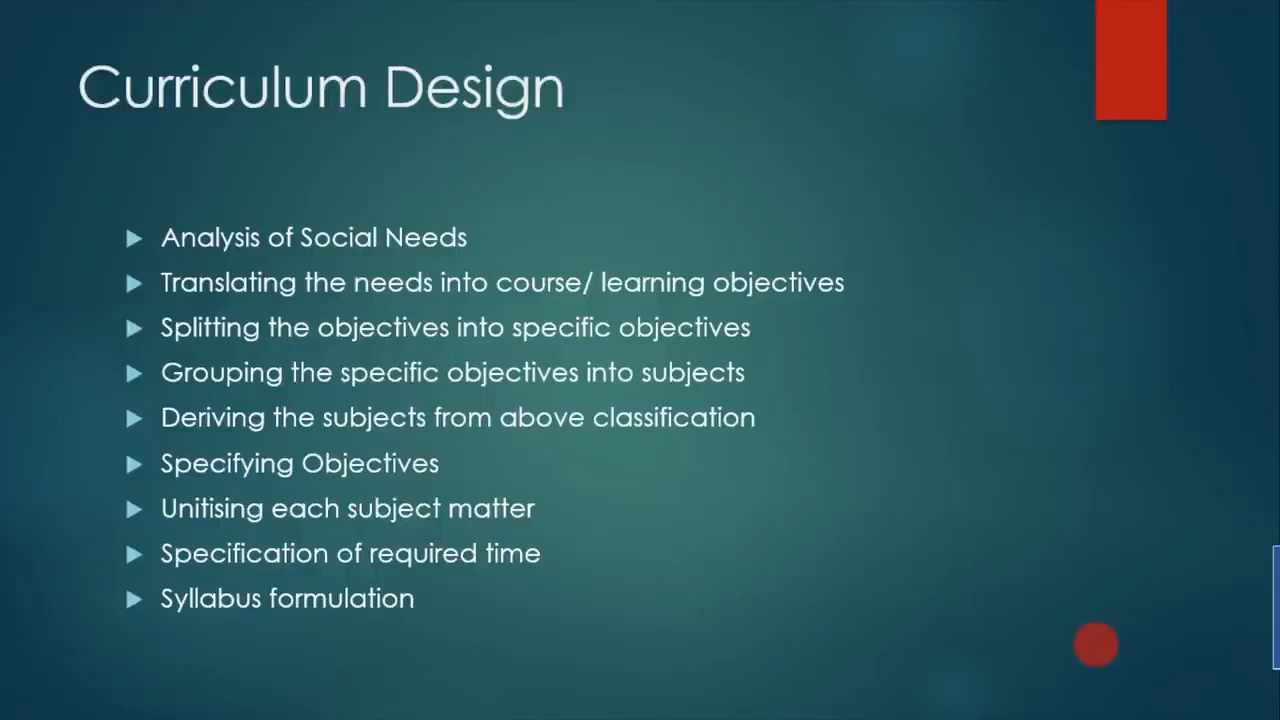 Curriculum Design
Analysis of Social Needs
Translating the needs into course/ learning objectives
Splitting the objectives into specific objectives
Grouping the specific objectives into subjects
Deriving the subjects from above classification
Specifying Objectives
Unitising each subject matter
Specification of required time
Syllabus formulation